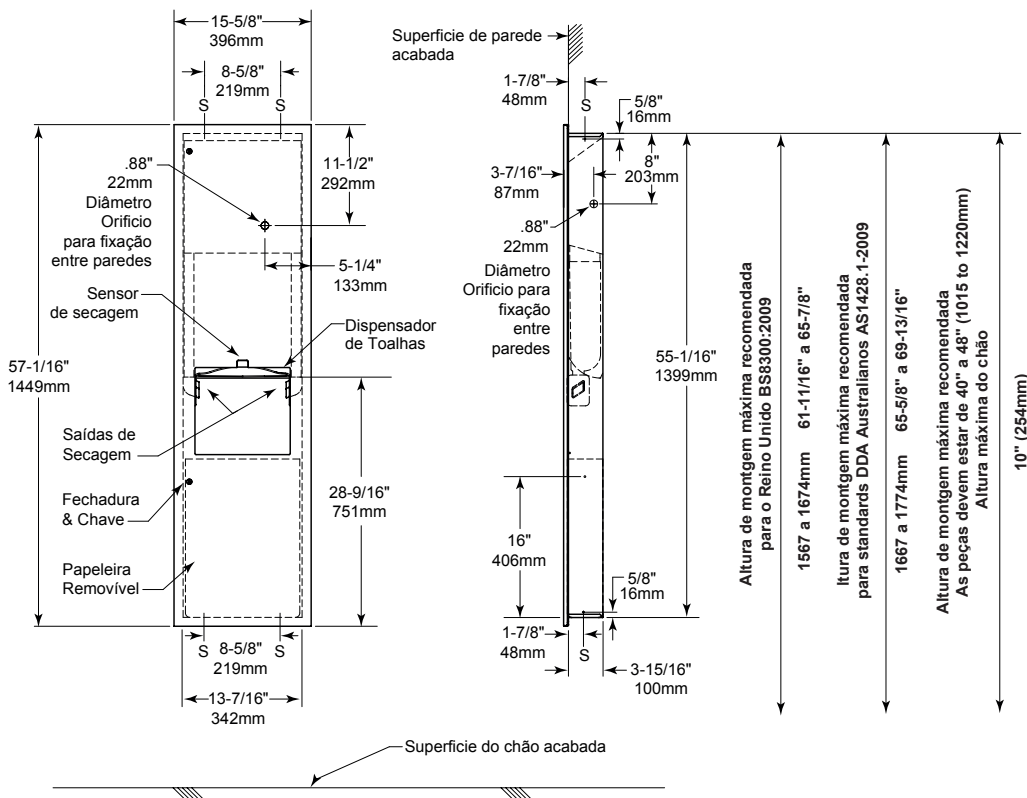 15-5/8"
396mm
8-5/8"
219mm
S
S
11-1/2"
292mm
.88"
22mm
Diâmetro
Orificio
para fixação
entre paredes
5-1/4"
133mm
Sensor
de secagem
Dispensador
de Toalhas
57-1/16"
1449mm
Saídas de
Secagem
Fechadura
& Chave
28-9/16"
751mm
Papeleira
Removível
S
S
8-5/8"
219mm
13-7/16"
342mm
Superficie de parede
acabada
1-7/8"
48mm
S
5/8"
16mm
8"
203mm
3-7/16"
87mm
.88"
22mm
Diâmetro
Orificio para
fixação
entre
paredes
55-1/16"
1399mm
16"
406mm
5/8"
16mm
1-7/8"
48mm
S
3-15/16"
100mm
Altura de montgem máxima recomendada
para o Reino Unido BS8300:2009
1567 a 1674mm 61-11/16" a 65-7/8"
ltura de montgem máxima recomendada
para standards DDA Australianos AS1428.1-2009
1667 a 1774mm 65-5/8" a 69-13/16"
Altura de montgem máxima recomendada
As peças devem estar de 40" a 48" (1015 to 1220mm)
Altura máxima do chão
10" (254mm)
Superficie do chão acabada